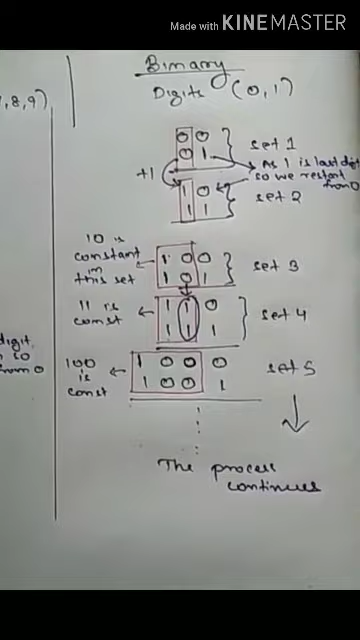 Made with KINEMASTER
,8,9)
Binary
Digits (0,1)
0 0
0 1
set 1
+1
As 1 is last di
so we restart
from 0
1 0
1 1
set 2
10 is
constant
in
this set
1 0 0
1 0 1
set 3
11 is
const
1 1 0
1 1 1
set 4
digit
so
from 0
100
is
const
1 0 0 0
1 0 0 1
set 5
The process
continues